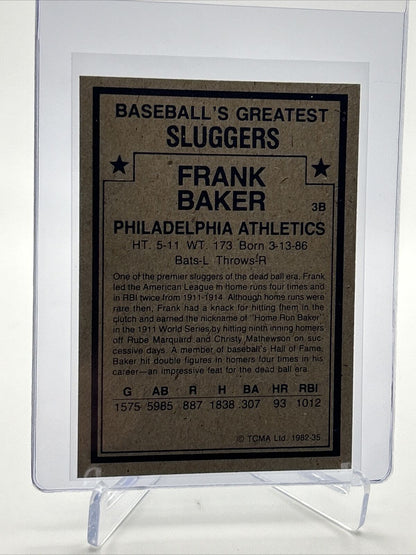 BASEBALL'S GREATEST
SLUGGERS
FRANK
BAKER
3B
PHILADELPHIA ATHLETICS
HT. 5-11 WT. 173 Born 3-13-86
Bats-L Throws-R
One of the premier sluggers of the dead ball era, Frank
led the American League in home runs four times and
in RBI twice from 1911-1914. Although home runs were
rare then, Frank had a knack for hitting them in the
clutch and earned the nickname of "Home Ron Baker" in
the 1911 World Series by hitting ninth inning homers
off Rube Marquard and Christy Mathewson on suc-
cessive days. A member of baseball's Hall of Fame,
Baker hit double figures in homers four times in his
career—an impressive feat for the dead ball era.
G AB R H BA HR RBI
1575 5985 887 1838 .307 93 1012
© TCMA Ltd. 1982-35